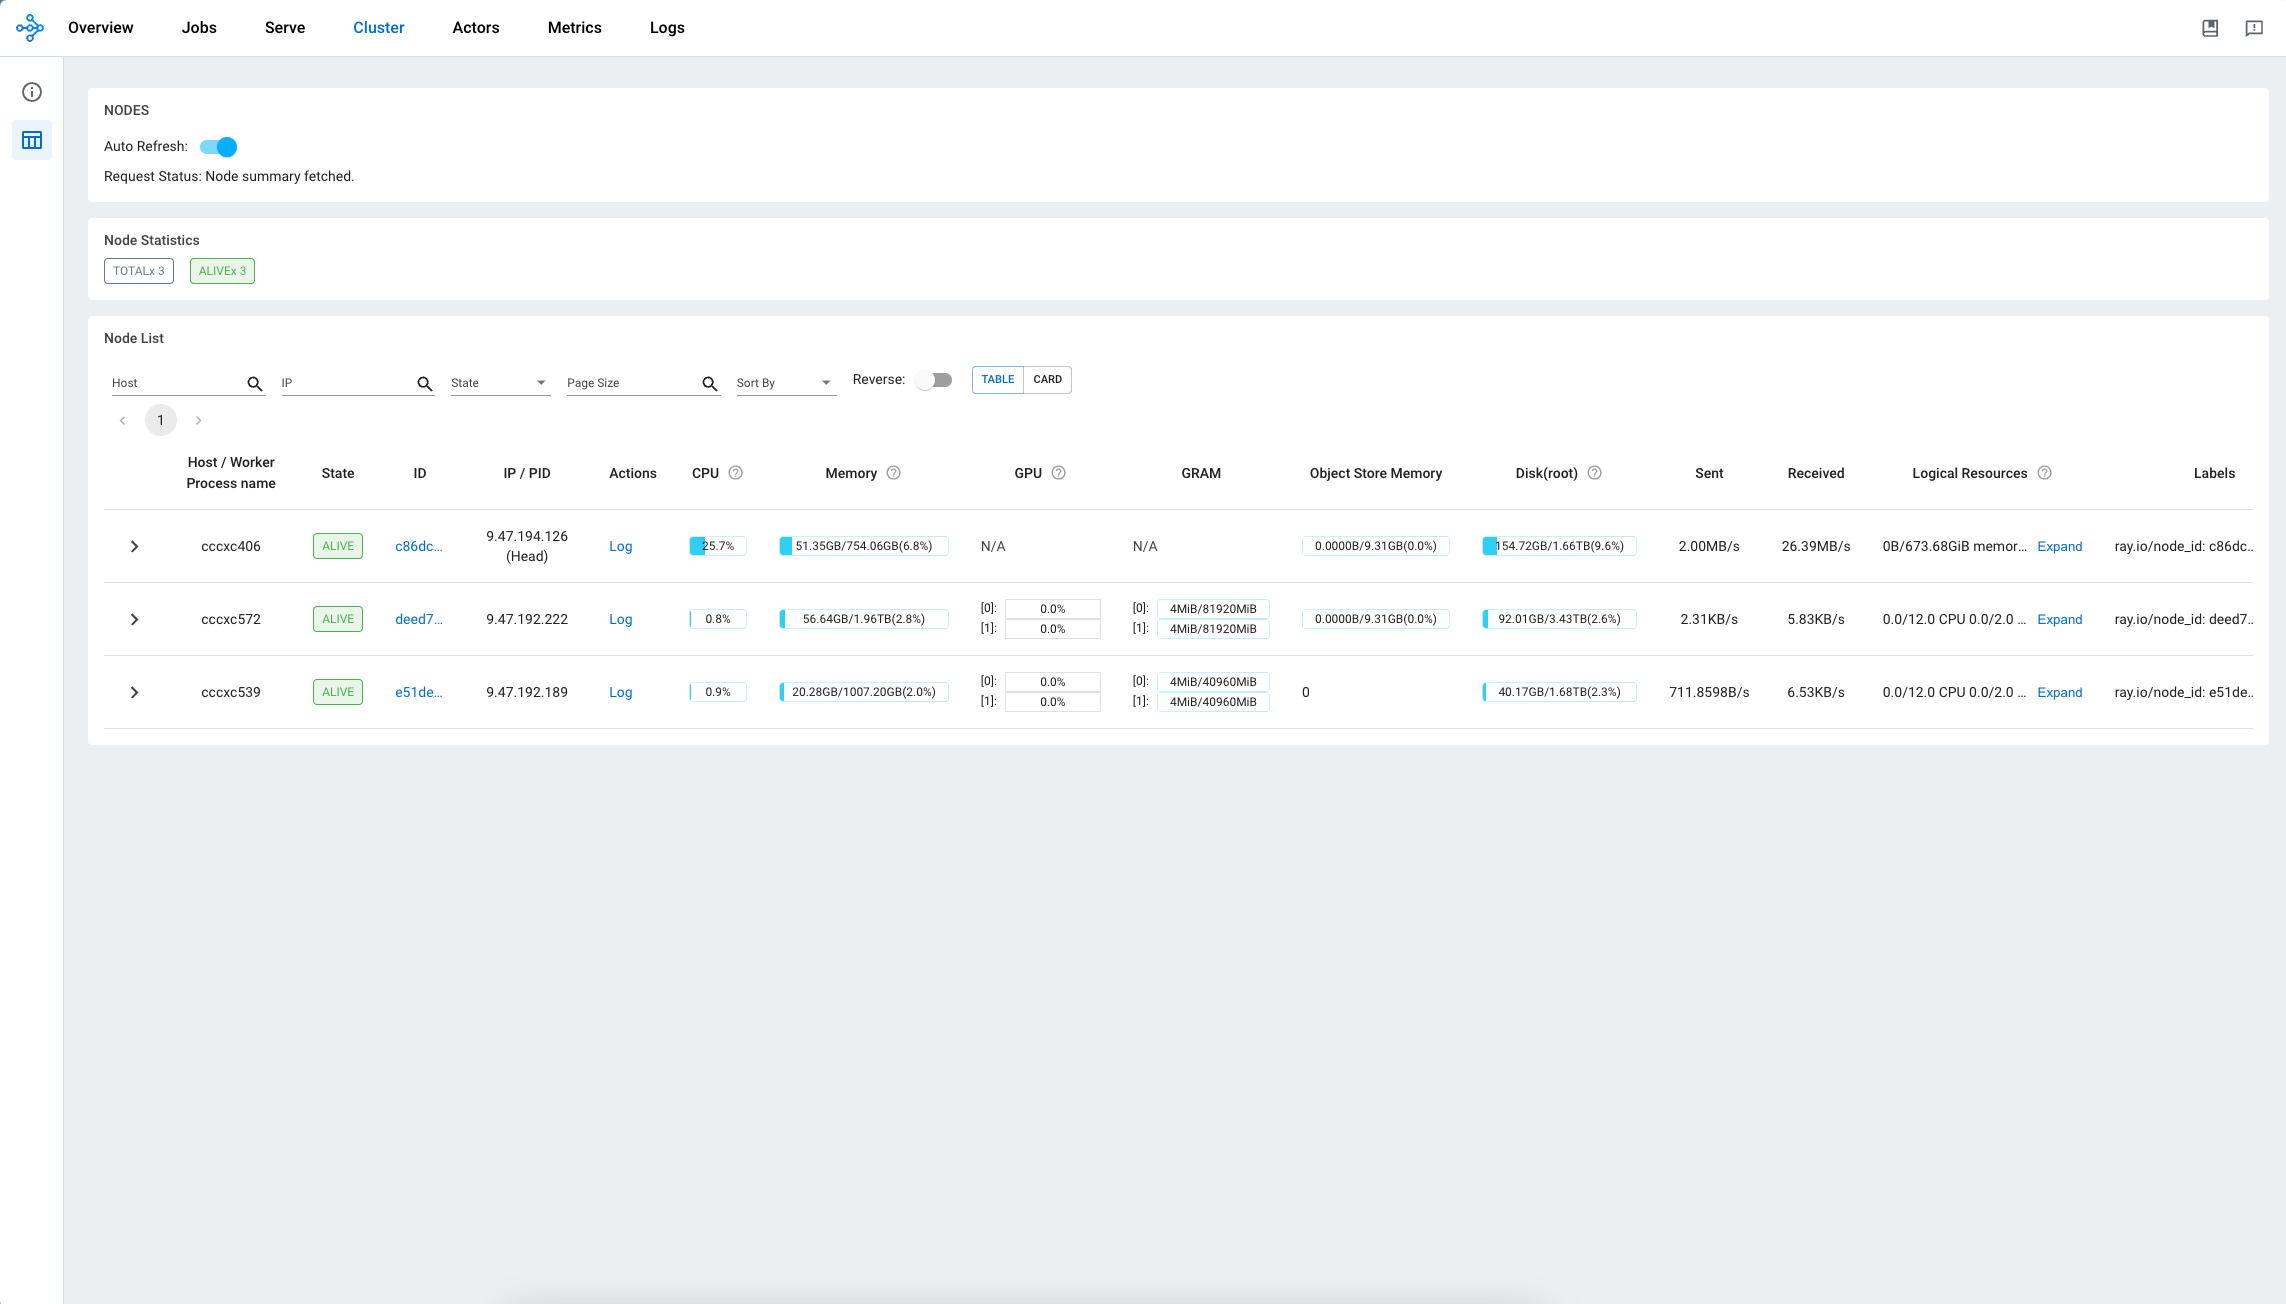 Overview Jobs Serve Cluster Actors Metrics Logs
NODES
Auto Refresh:
Request Status: Node summary fetched.
Node Statistics
TOTALx 3 ALIVEx 3
Node List
Host IP State Page Size Sort By Reverse: TABLE CARD
1
Host / Worker Process name State ID IP / PID Actions CPU Memory GPU GRAM Object Store Memory Disk(root) Sent Received Logical Resources Labels
cccxc406 ALIVE c86dc... 9.47.194.126 (Head) Log 25.7% 51.35GB/754.06GB(6.8%) N/A N/A 0.0000B/9.31GB(0.0%) 154.72GB/1.66TB(9.6%) 2.00MB/s 26.39MB/s 0B/673.68GiB memor... Expand ray.io/node_id: c86dc..
cccxc572 ALIVE deed7... 9.47.192.222 Log 0.8% 56.64GB/1.96TB(2.8%) [0]: 0.0% [1]: 0.0% [0]: 4MiB/81920MiB [1]: 4MiB/81920MiB 0.0000B/9.31GB(0.0%) 92.01GB/3.43TB(2.6%) 2.31KB/s 5.83KB/s 0.0/12.0 CPU 0.0/2.0 ... Expand ray.io/node_id: deed7..
cccxc539 ALIVE e51de... 9.47.192.189 Log 0.9% 20.28GB/1007.20GB(2.0%) [0]: 0.0% [1]: 0.0% [0]: 4MiB/40960MiB [1]: 4MiB/40960MiB 0 40.17GB/1.68TB(2.3%) 711.8598B/s 6.53KB/s 0.0/12.0 CPU 0.0/2.0 ... Expand ray.io/node_id: e51de..